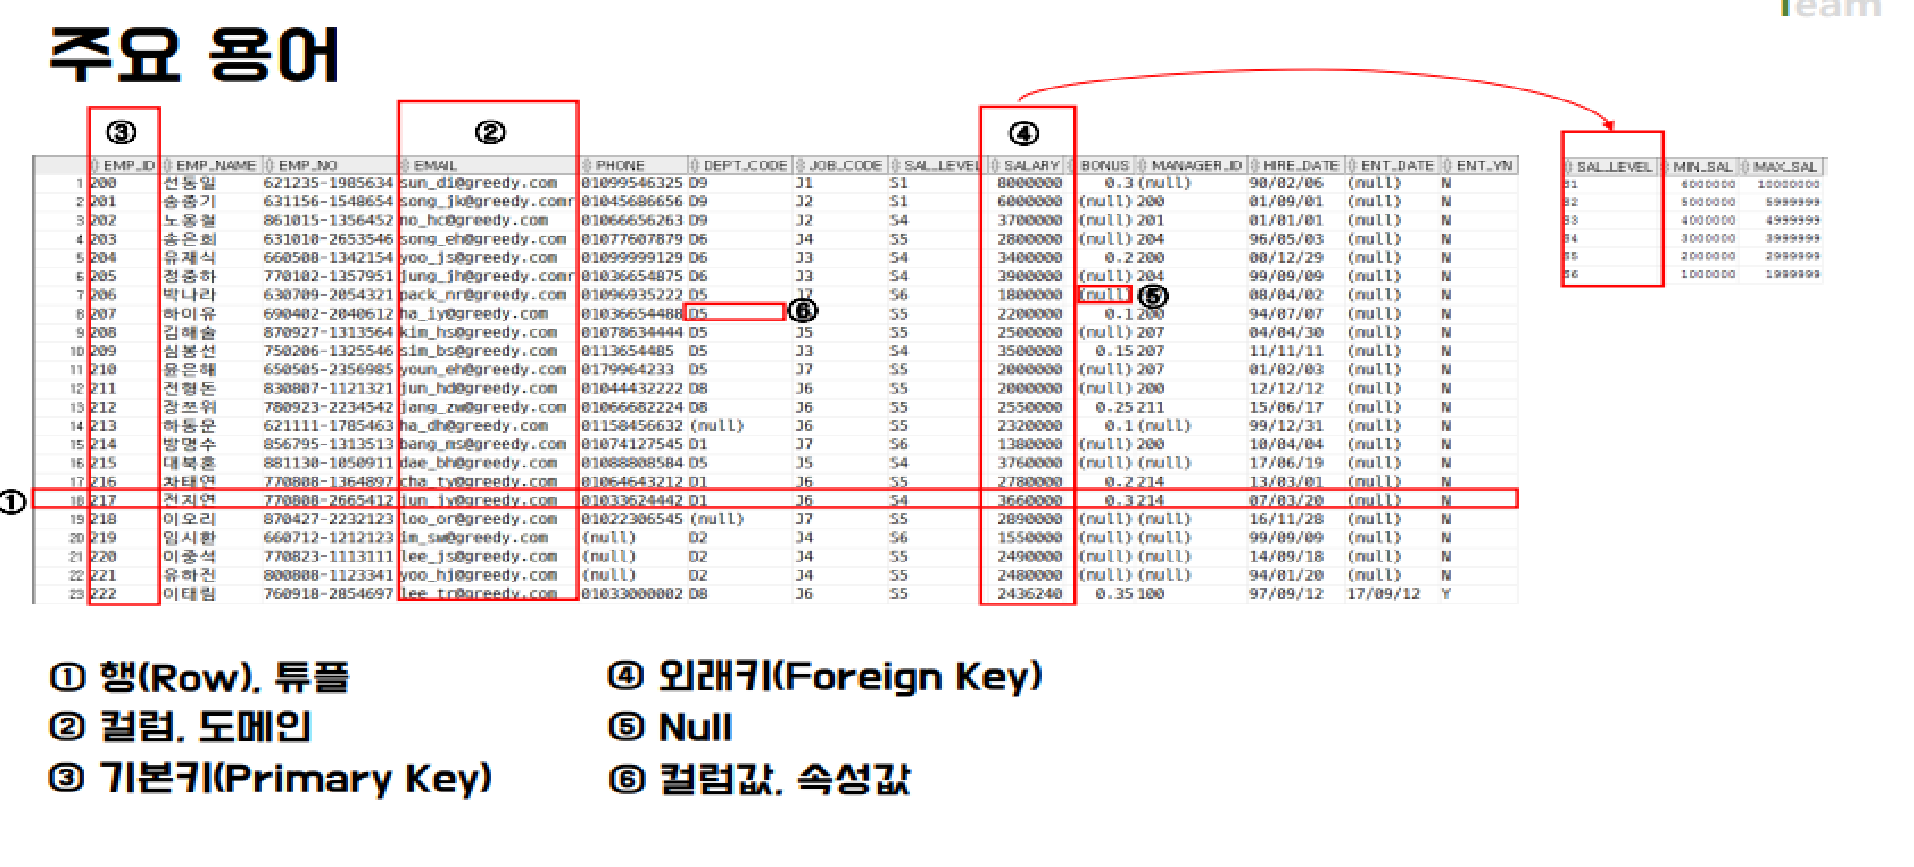 Team
주요 용어
③ ② ④
EMP_ID EMP_NAME EMP_NO EMAIL PHONE DEPT_CODE JOB_CODE SAL_LEVEL SALARY BONUS MANAGER_ID HIRE_DATE ENT_DATE ENT_YN
1 200 선동일 621235-1985634 sun_di@greedy.com 01099546325 D9 J1 S1 8000000 0.3 (null) 90/02/06 (null) N
2 201 송종기 631156-1548654 song_jk@greedy.comr 01045686656 D9 J2 S1 6000000 (null) 200 01/09/01 (null) N
3 202 노옹철 861015-1356452 no_hc@greedy.com 01066656263 D9 J2 S4 3700000 (null) 201 01/01/01 (null) N
4 203 송은희 631010-2653546 song_eh@greedy.com 01077607879 D6 J4 S5 2800000 (null) 204 96/05/03 (null) N
5 204 유재식 660508-1342154 yoo_js@greedy.com 01099999129 D6 J3 S4 3400000 0.2 200 00/12/29 (null) N
6 205 정중하 770102-1357951 jung_jh@greedy.comr 01036654875 D6 J3 S4 3900000 (null) 204 99/09/09 (null) N
7 206 박나라 630709-2054321 pack_nr@greedy.com 01096935222 D5 J7 S6 1800000 (null) ⑤ 08/04/02 (null) N
8 207 하이유 690402-2040612 ha_iy@greedy.com 01036654488 D5 ⑥ S5 2200000 0.1 200 94/07/07 (null) N
9 208 김해술 870927-1313564 kim_hs@greedy.com 01078634444 D5 J5 S5 2500000 (null) 207 04/04/30 (null) N
10 209 심봉선 750206-1325546 sim_bs@greedy.com 0113654485 D5 J3 S4 3500000 0.15 207 11/11/11 (null) N
11 210 윤은해 650505-2356985 youn_eh@greedy.com 0179964233 D5 J7 S5 2000000 (null) 207 01/02/03 (null) N
12 211 전형돈 830807-1121321 jun_hd@greedy.com 01044432222 D8 J6 S5 2000000 (null) 200 12/12/12 (null) N
13 212 장쯔위 780923-2234542 jang_zw@greedy.com 01066682224 D8 J6 S5 2550000 0.25 211 15/06/17 (null) N
14 213 하동운 621111-1785463 ha_dh@greedy.com 01158456632 (null) J6 S5 2320000 0.1 (null) 99/12/31 (null) N
15 214 방명수 856795-1313513 bang_ms@greedy.com 01074127545 D1 J7 S6 1380000 (null) 200 10/04/04 (null) N
16 215 대북혼 881130-1050911 dae_bh@greedy.com 01088808584 D5 J5 S4 3760000 (null) (null) 17/06/19 (null) N
17 216 차태연 770808-1364897 cha_ty@greedy.com 01064643212 D1 J6 S5 2780000 0.2 214 13/03/01 (null) N
① 18 217 전지연 770808-2665412 jun_jy@greedy.com 01033624442 D1 J6 S4 3660000 0.3 214 07/03/20 (null) N
19 218 이오리 870427-2232123 loo_or@greedy.com 01022306545 (null) J7 S5 2890000 (null) (null) 16/11/28 (null) N
20 219 임시환 660712-1212123 im_sw@greedy.com (null) D2 J4 S6 1550000 (null) (null) 99/09/09 (null) N
21 220 이중석 770823-1113111 lee_js@greedy.com (null) D2 J4 S5 2490000 (null) (null) 14/09/18 (null) N
22 221 유하진 800808-1123341 yoo_hj@greedy.com (null) D2 J4 S5 2480000 (null) (null) 94/01/20 (null) N
23 222 이태림 760918-2854697 lee_tr@greedy.com 01033000002 D8 J6 S5 2436240 0.35 100 97/09/12 17/09/12 Y
SAL_LEVEL MIN_SAL MAX_SAL
S1 6000000 10000000
S2 5000000 5999999
S3 4000000 4999999
S4 3000000 3999999
S5 2000000 2999999
S6 1000000 1999999
① 행(Row), 튜플
② 컬럼, 도메인
③ 기본키(Primary Key)
④ 외래키(Foreign Key)
⑤ Null
⑥ 컬럼값, 속성값